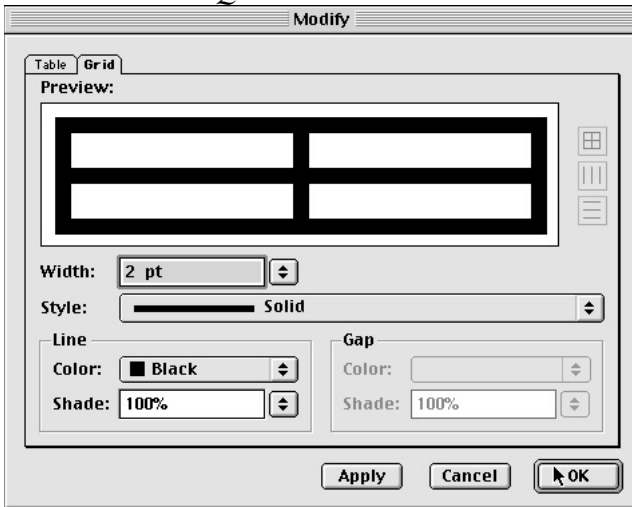 Modify
Table Grid
Preview:
Width: 2 pt
Style: Solid
Line Gap
Color: Black Color:
Shade: 100% Shade: 100%
Apply Cancel OK